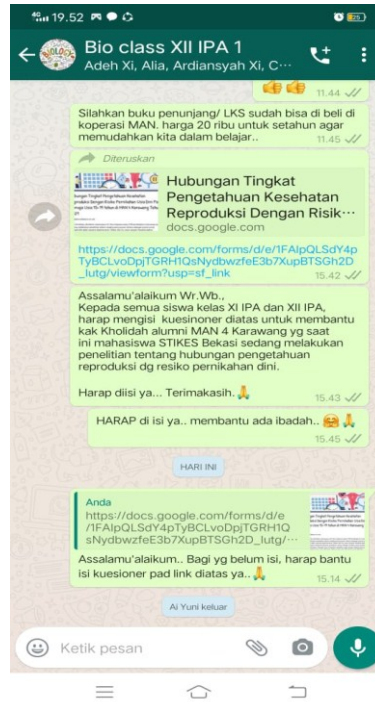 19.52
Bio class XII IPA 1
Adeh Xi, Alia, Ardiansyah Xi, C...
11.44
Silahkan buku penunjang/ LKS sudah bisa di beli di
koperasi MAN. harga 20 ribu untuk setahun agar
memudahkan kita dalam belajar..
11.45
Diteruskan
Hubungan Tingkat
Pengetahuan Kesehatan
Reproduksi Dengan Risik...
docs.google.com
https://docs.google.com/forms/d/e/1FAIpQLSdY4p
TyBCLvoDpjTGRH1QsNydbwzfeE3b7XupBTSGh2D
_lutg/viewform?usp=sf_link
15.42
Assalamu'alaikum Wr.Wb.,
Kepada semua siswa kelas XI IPA dan XII IPA,
harap mengisi kuesinoner diatas untuk membantu
kak Kholidah alumni MAN 4 Karawang yg saat
ini mahasiswa STIKES Bekasi sedang melakukan
penelitian tentang hubungan pengetahuan
reproduksi dg resiko pernikahan dini.
Harap diisi ya... Terimakasih.🙏
15.43
HARAP di isi ya.. membantu ada ibadah.. 🤗🙏
15.45
HARI INI
Anda
https://docs.google.com/forms/d/e
/1FAIpQLSdY4pTyBCLvoDpjTGRH1Q
sNydbwzfeE3b7XupBTSGh2D_lutg/...
Assalamu'alaikum.. Bagi yg belum isi, harap bantu
isi kuesioner pad link diatas ya..🙏
15.14
Ai Yuni keluar
Ketik pesan